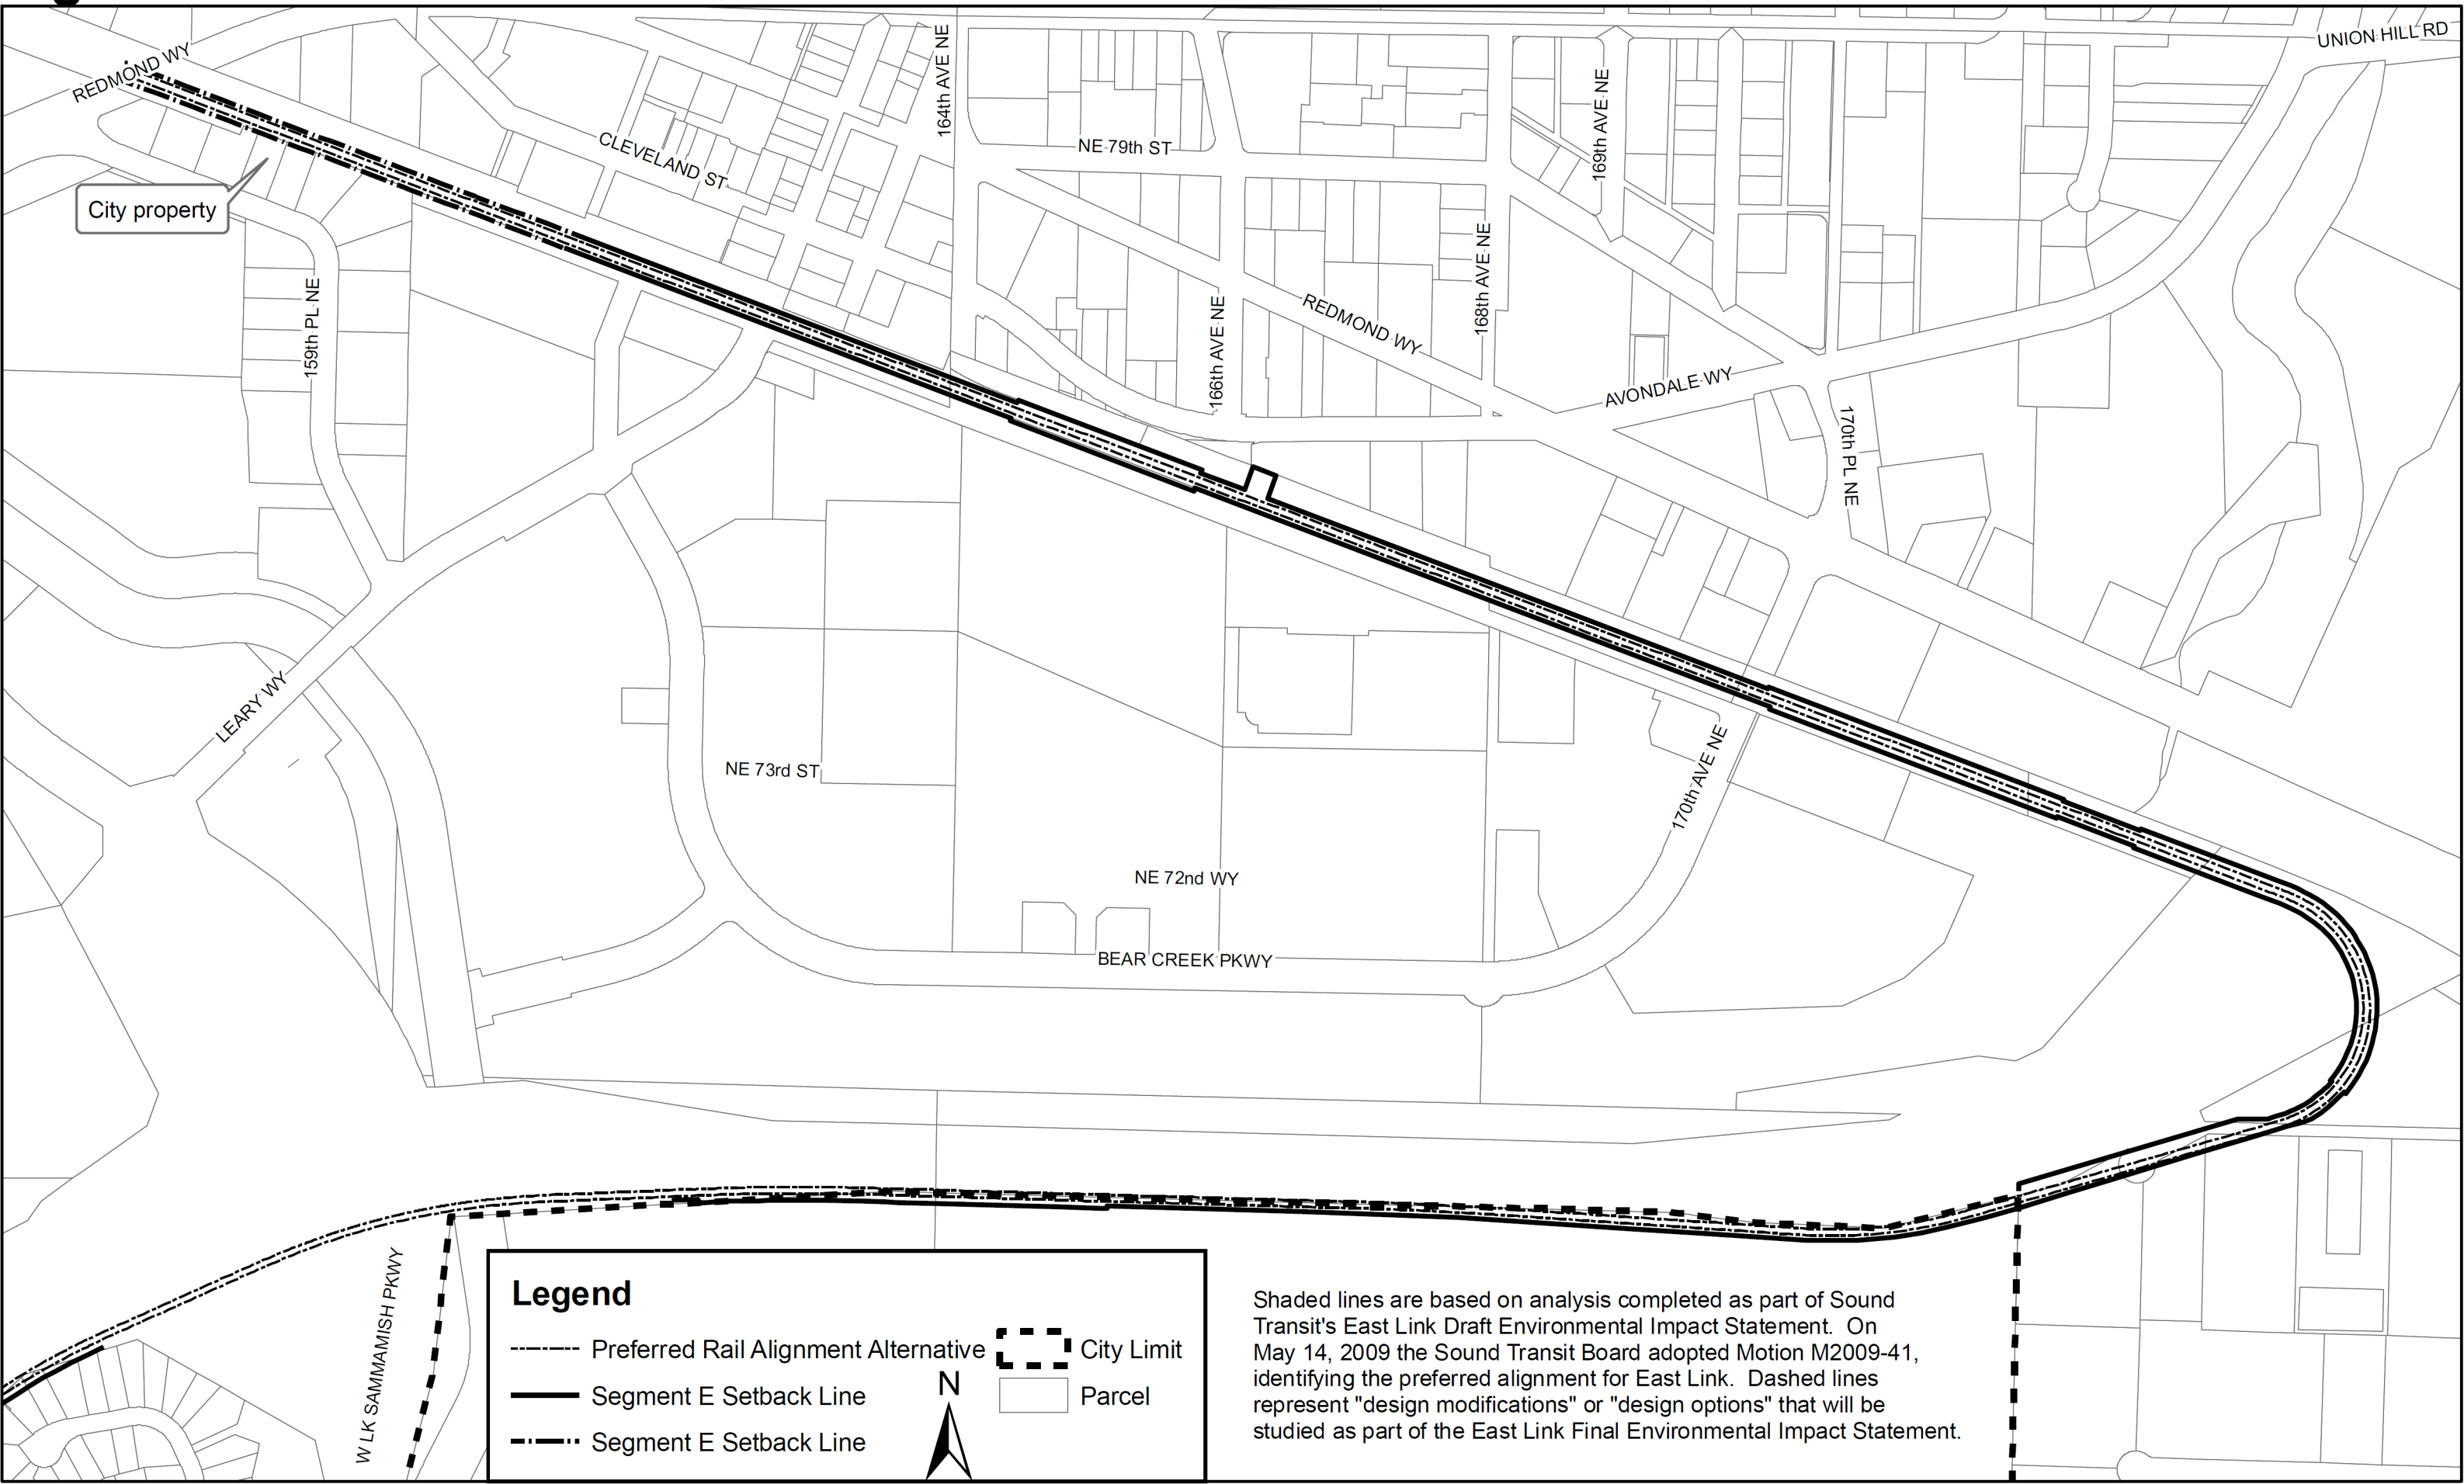 UNION HILL RD
REDMOND WY
164th AVE NE
169th AVE NE
CLEVELAND ST
NE 79th ST
City property
159th PL NE
166th AVE NE
168th AVE NE
REDMOND WY
AVONDALE WY
170th PL NE
LEARY WY
NE 73rd ST
170th AVE NE
NE 72nd WY
BEAR CREEK PKWY
W LK SAMMAMISH PKWY
Legend
Preferred Rail Alignment Alternative
Segment E Setback Line
Segment E Setback Line
N
City Limit
Parcel
Shaded lines are based on analysis completed as part of Sound
Transit's East Link Draft Environmental Impact Statement. On
May 14, 2009 the Sound Transit Board adopted Motion M2009-41,
identifying the preferred alignment for East Link. Dashed lines
represent "design modifications" or "design options" that will be
studied as part of the East Link Final Environmental Impact Statement.